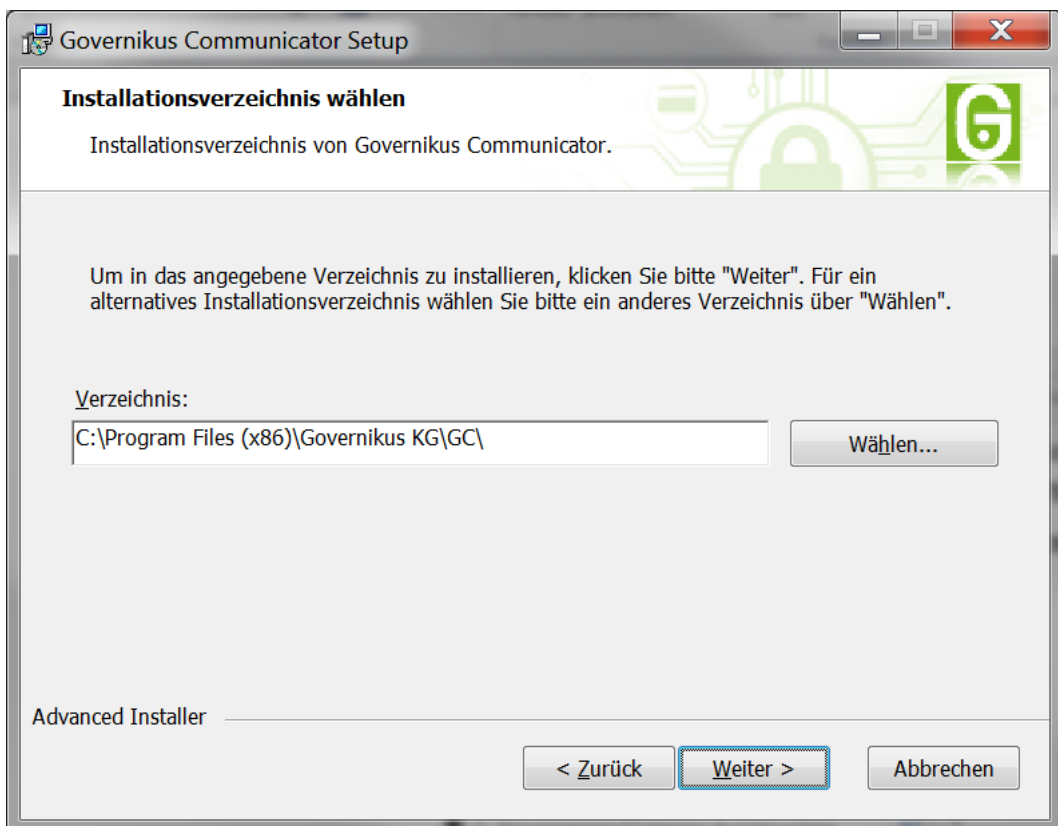 Governikus Communicator Setup
Installationsverzeichnis wählen
Installationsverzeichnis von Governikus Communicator.
G
Um in das angegebene Verzeichnis zu installieren, klicken Sie bitte "Weiter". Für ein
alternatives Installationsverzeichnis wählen Sie bitte ein anderes Verzeichnis über "Wählen".
Verzeichnis:
C:\Program Files (x86)\Governikus KG\GC\
Wählen...
Advanced Installer
< Zurück
Weiter >
Abbrechen